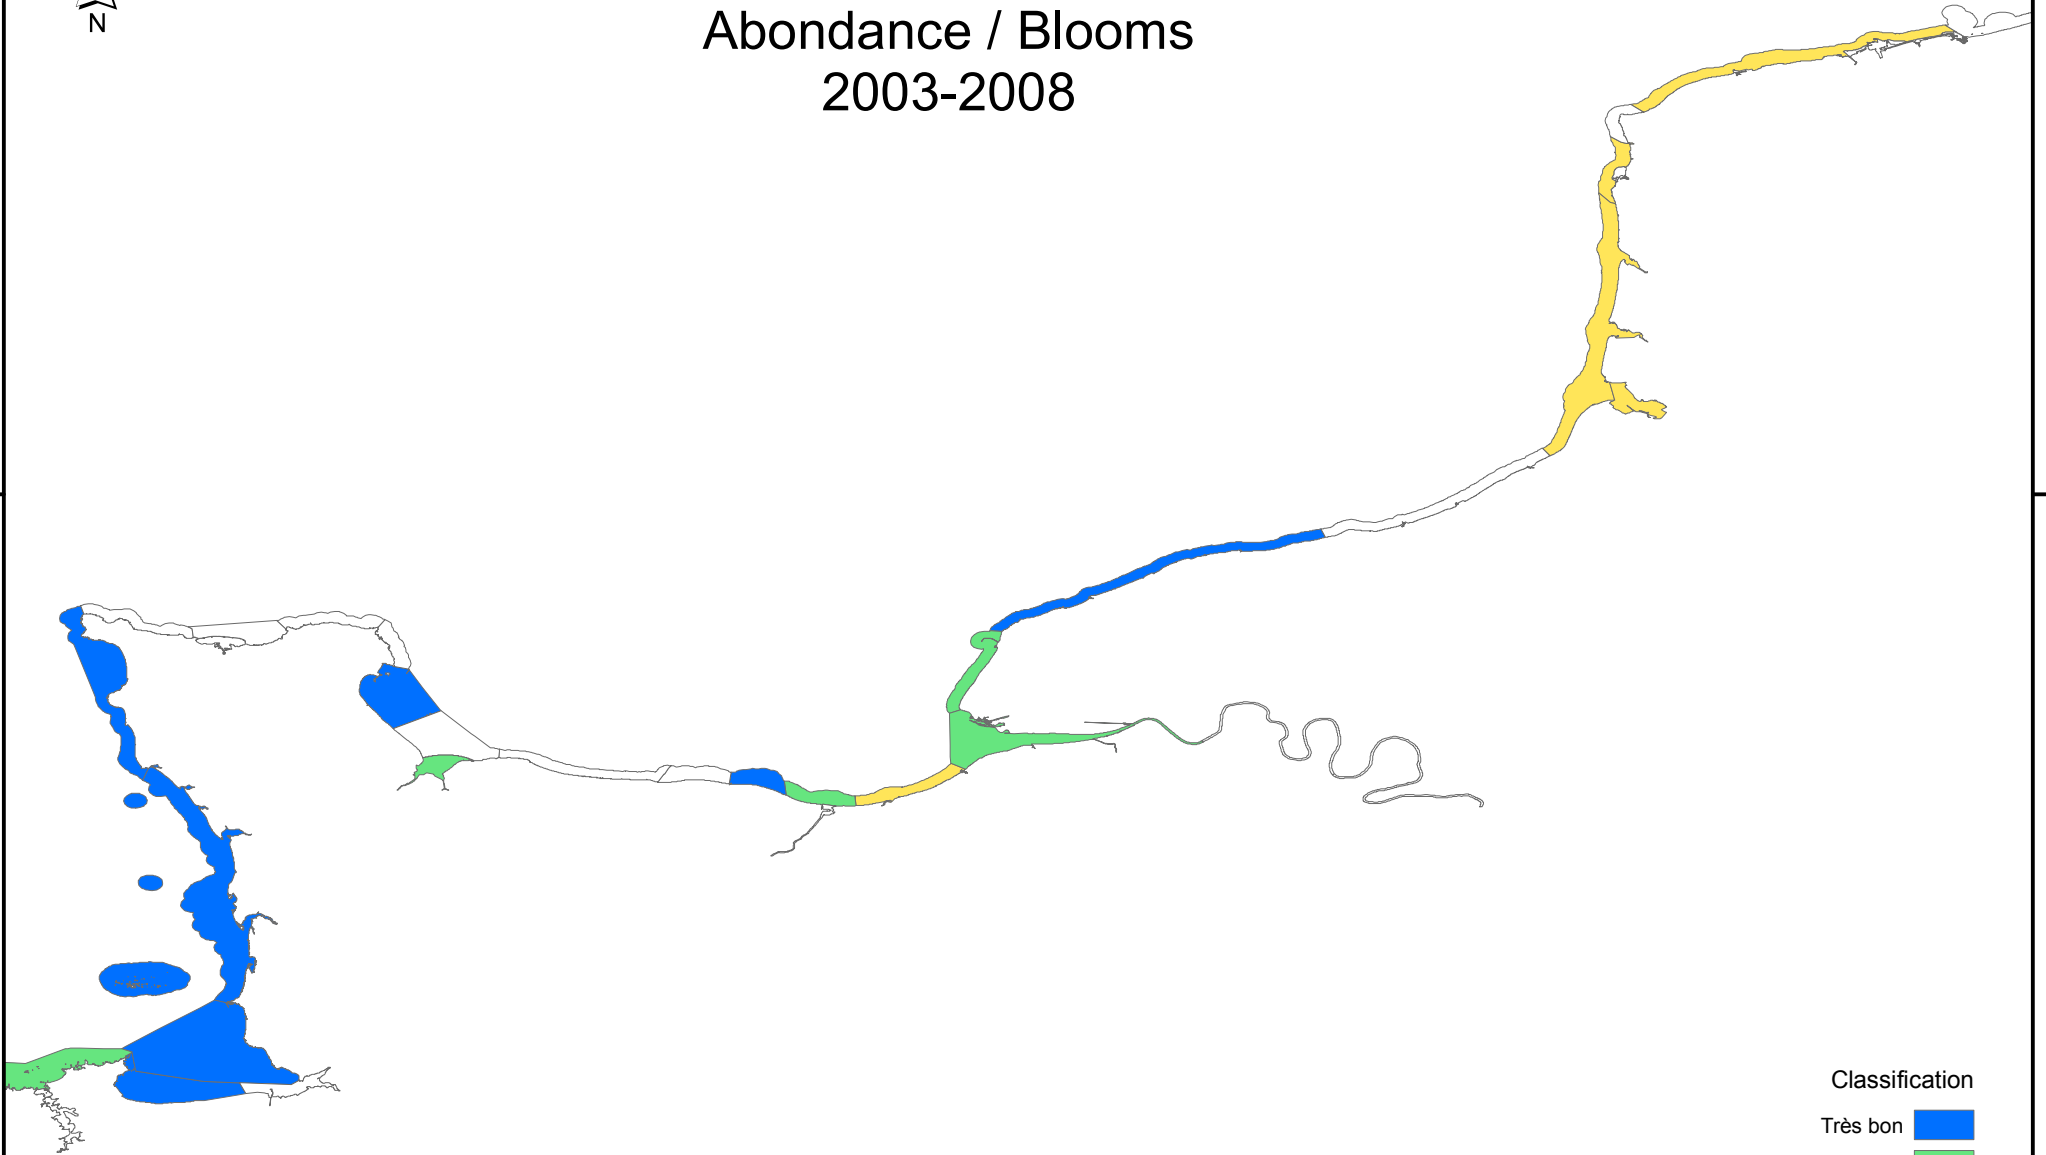 N
Abondance / Blooms
2003-2008
Classification
Très bon